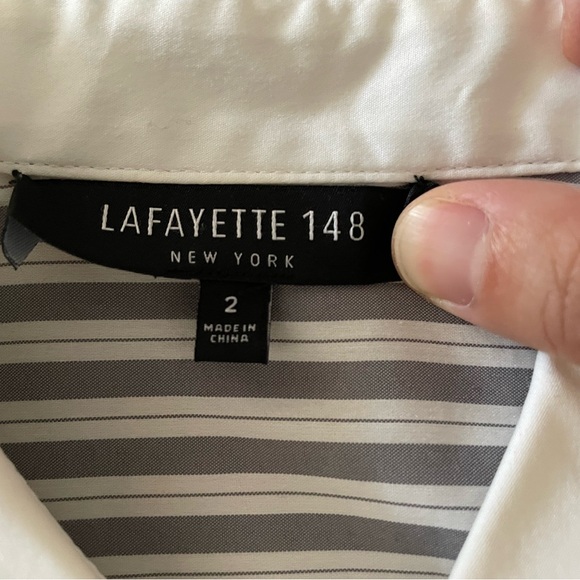 LAFAYETTE 148
NEW YORK
2
MADE IN
CHINA